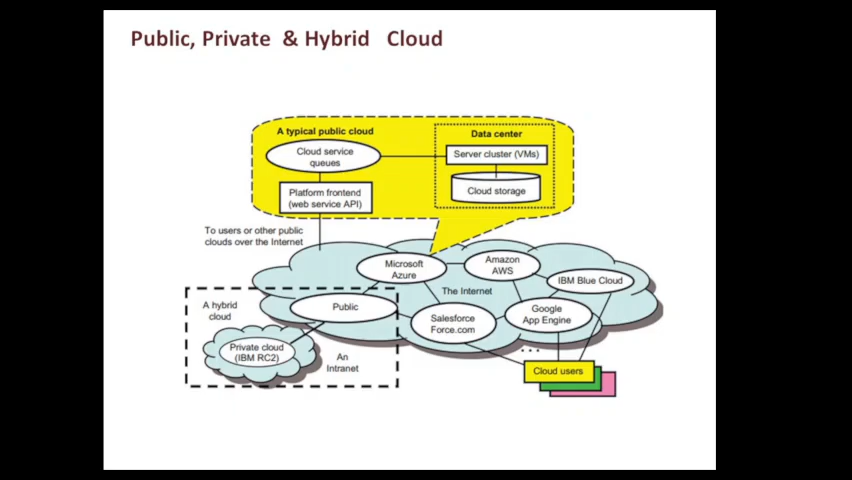 Public, Private & Hybrid Cloud
A typical public cloud
Data center
Cloud service
queues
Server cluster (VMs)
Cloud storage
Platform frontend
(web service API)
To users or other public
clouds over the Internet
Microsoft
Azure
Amazon
AWS
IBM Blue Cloud
The Internet
A hybrid
cloud
Public
Salesforce
Force.com
Google
App Engine
Private cloud
(IBM RC2)
An
Intranet
...
Cloud users